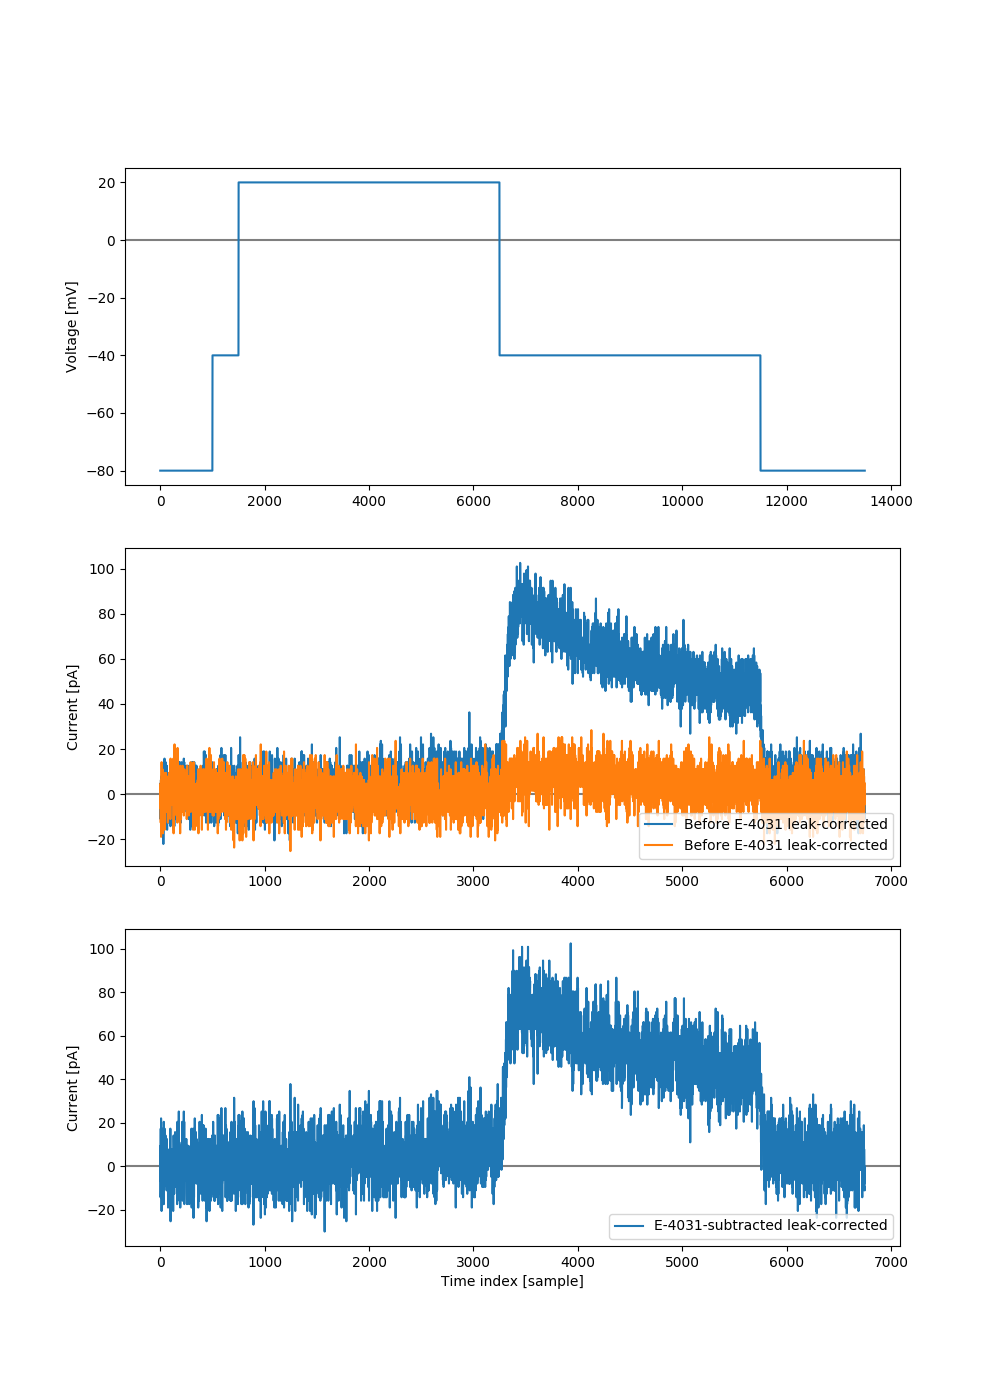 Voltage [mV]
20
0
−20
−40
−60
−80
0 2000 4000 6000 8000 10000 12000 14000
Current [pA]
100
80
60
40
20
0
−20
Before E-4031 leak-corrected
Before E-4031 leak-corrected
0 1000 2000 3000 4000 5000 6000 7000
Current [pA]
100
80
60
40
20
0
−20
E-4031-subtracted leak-corrected
0 1000 2000 3000 4000 5000 6000 7000
Time index [sample]